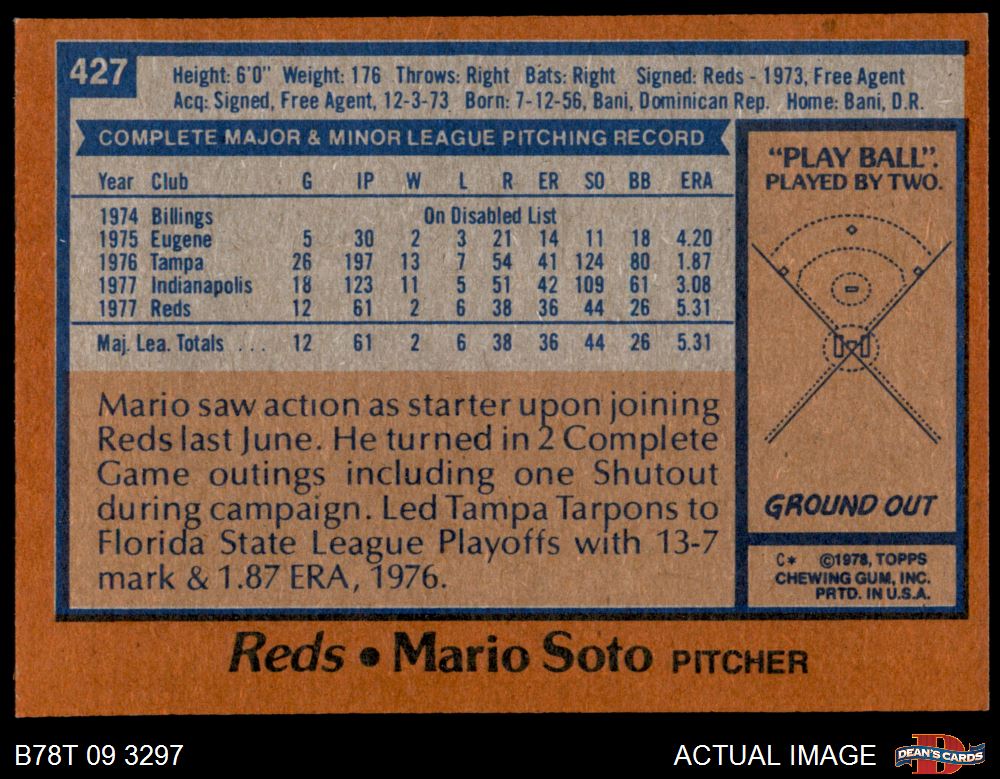 427
Height: 6'0" Weight: 176 Throws: Right Bats: Right Signed: Reds - 1973, Free Agent
Acq: Signed, Free Agent, 12-3-73 Born: 7-12-56, Bani, Dominican Rep. Home: Bani, D.R.
COMPLETE MAJOR & MINOR LEAGUE PITCHING RECORD
Year Club G IP W L R ER SO BB ERA
1974 Billings On Disabled List
1975 Eugene 5 30 2 3 21 14 11 18 4.20
1976 Tampa 26 197 13 7 54 41 124 80 1.87
1977 Indianapolis 18 123 11 5 51 42 109 61 3.08
1977 Reds 12 61 2 6 38 36 44 26 5.31
Maj. Lea. Totals ... 12 61 2 6 38 36 44 26 5.31
Mario saw action as starter upon joining
Reds last June. He turned in 2 Complete
Game outings including one Shutout
during campaign. Led Tampa Tarpons to
Florida State League Playoffs with 13-7
mark & 1.87 ERA, 1976.
"PLAY BALL".
PLAYED BY TWO.
GROUND OUT
C* ©1978, TOPPS
CHEWING GUM, INC.
PRTD. IN U.S.A.
Reds • Mario Soto PITCHER
B78T 09 3297
ACTUAL IMAGE
D
DEAN'S CARDS